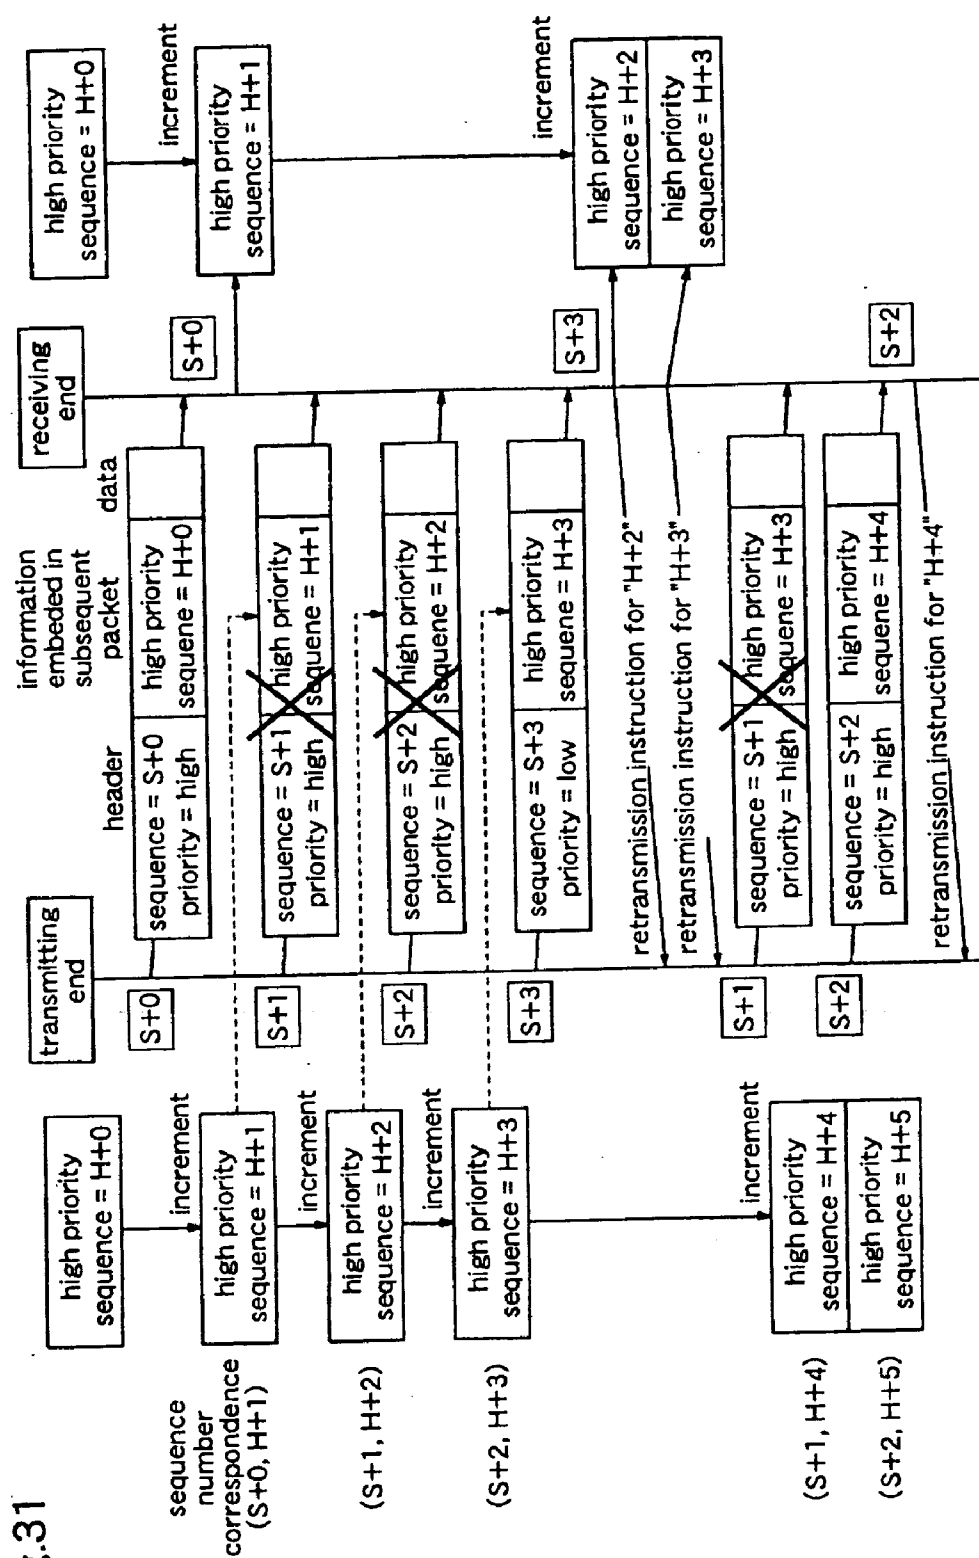 .31
transmitting
end
receiving
end
header
information
embeded in
subsequent
packet
data
high priority
sequence = H+0
increment
sequence
number
correspondence
(S+0, H+1)
high priority
sequence = H+1
increment
(S+1, H+2)
high priority
sequence = H+2
increment
(S+2, H+3)
high priority
sequence = H+3
increment
(S+1, H+4)
high priority
sequence = H+4
(S+2, H+5)
high priority
sequence = H+5
S+0
sequence = S+0
priority = high
high priority
sequene = H+0
S+0
S+1
sequence = S+1
priority = high
high priority
sequene = H+1
S+2
sequence = S+2
priority = high
high priority
sequene = H+2
S+3
sequence = S+3
priority = low
high priority
sequene = H+3
S+3
retransmission instruction for "H+2"
retransmission instruction for "H+3"
S+1
sequence = S+1
priority = high
high priority
sequene = H+3
S+2
sequence = S+2
priority = high
high priority
sequene = H+4
S+2
retransmission instruction for "H+4"
high priority
sequence = H+0
increment
high priority
sequence = H+1
increment
high priority
sequence = H+2
high priority
sequence = H+3